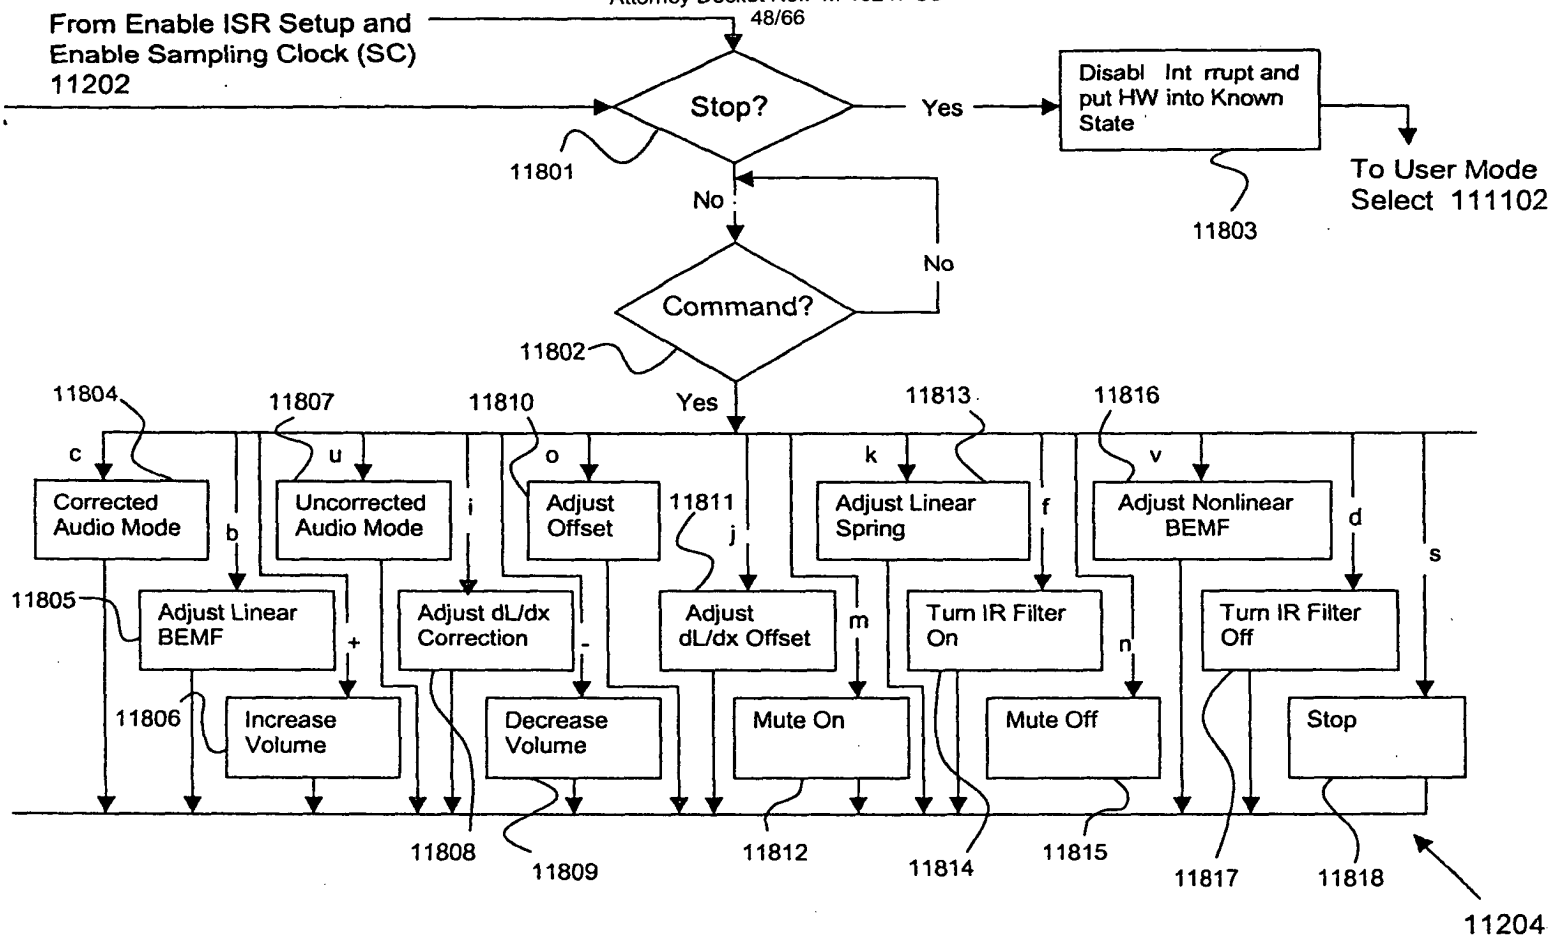 48/66
From Enable ISR Setup and
Enable Sampling Clock (SC)
11202
Stop?
Yes
Disabl Int rrupt and
put HW into Known
State
11801
No
To User Mode
Select 111102
11803
No
Command?
11802
Yes
11804
11807
11810
11813
11816
c
u
o
k
v
Corrected
Audio Mode
Uncorrected
Audio Mode
Adjust
Offset
Adjust Linear
Spring
Adjust Nonlinear
BEMF
11811
b
i
j
f
d
s
11805
Adjust Linear
BEMF
Adjust dL/dx
Correction
Adjust
dL/dx Offset
Turn IR Filter
On
Turn IR Filter
Off
+
-
m
n
11806
Increase
Volume
Decrease
Volume
Mute On
Mute Off
Stop
11808
11809
11812
11814
11815
11817
11818
11204